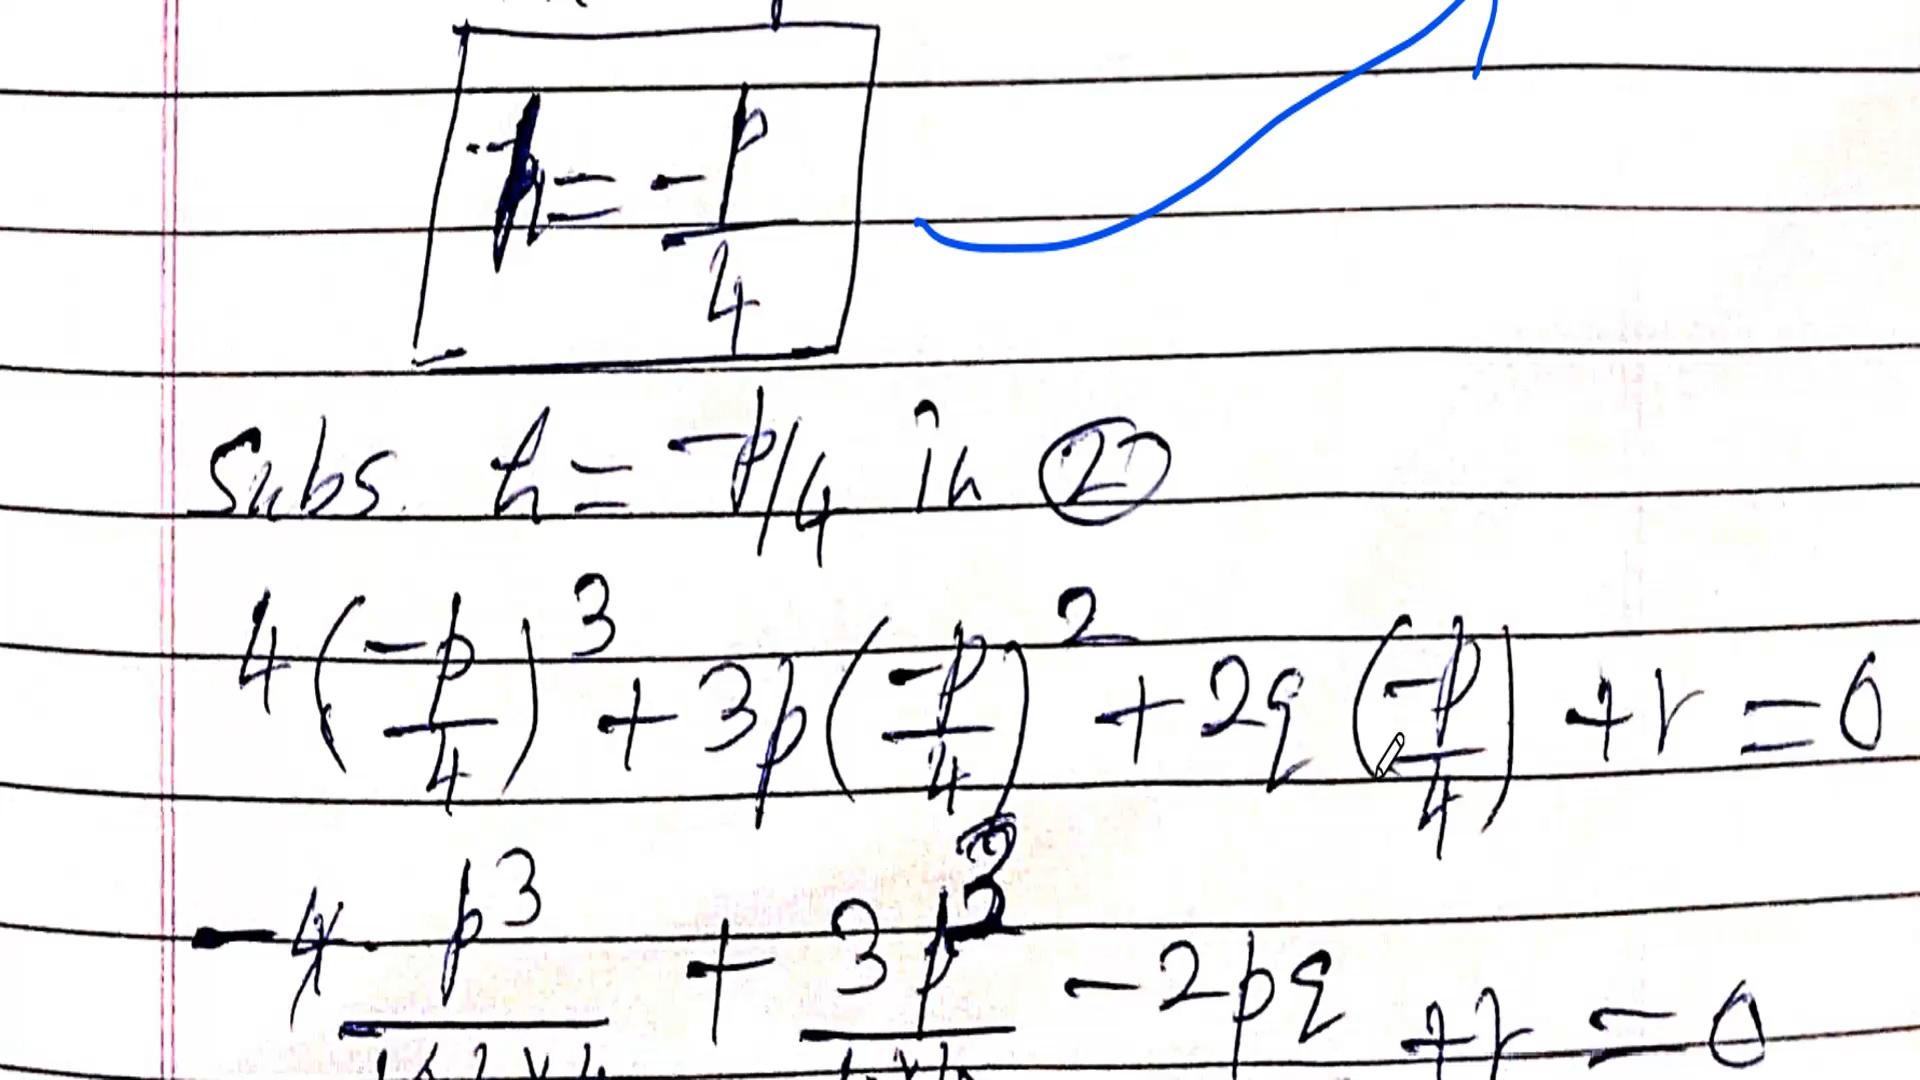 h = -p/4
Subs. h = -p/4 in ②
4(-p/4)³ + 3p(-p/4)² + 2q(-p/4) + r = 0
-4.p³ + 3p³ - 2pq + r = 0